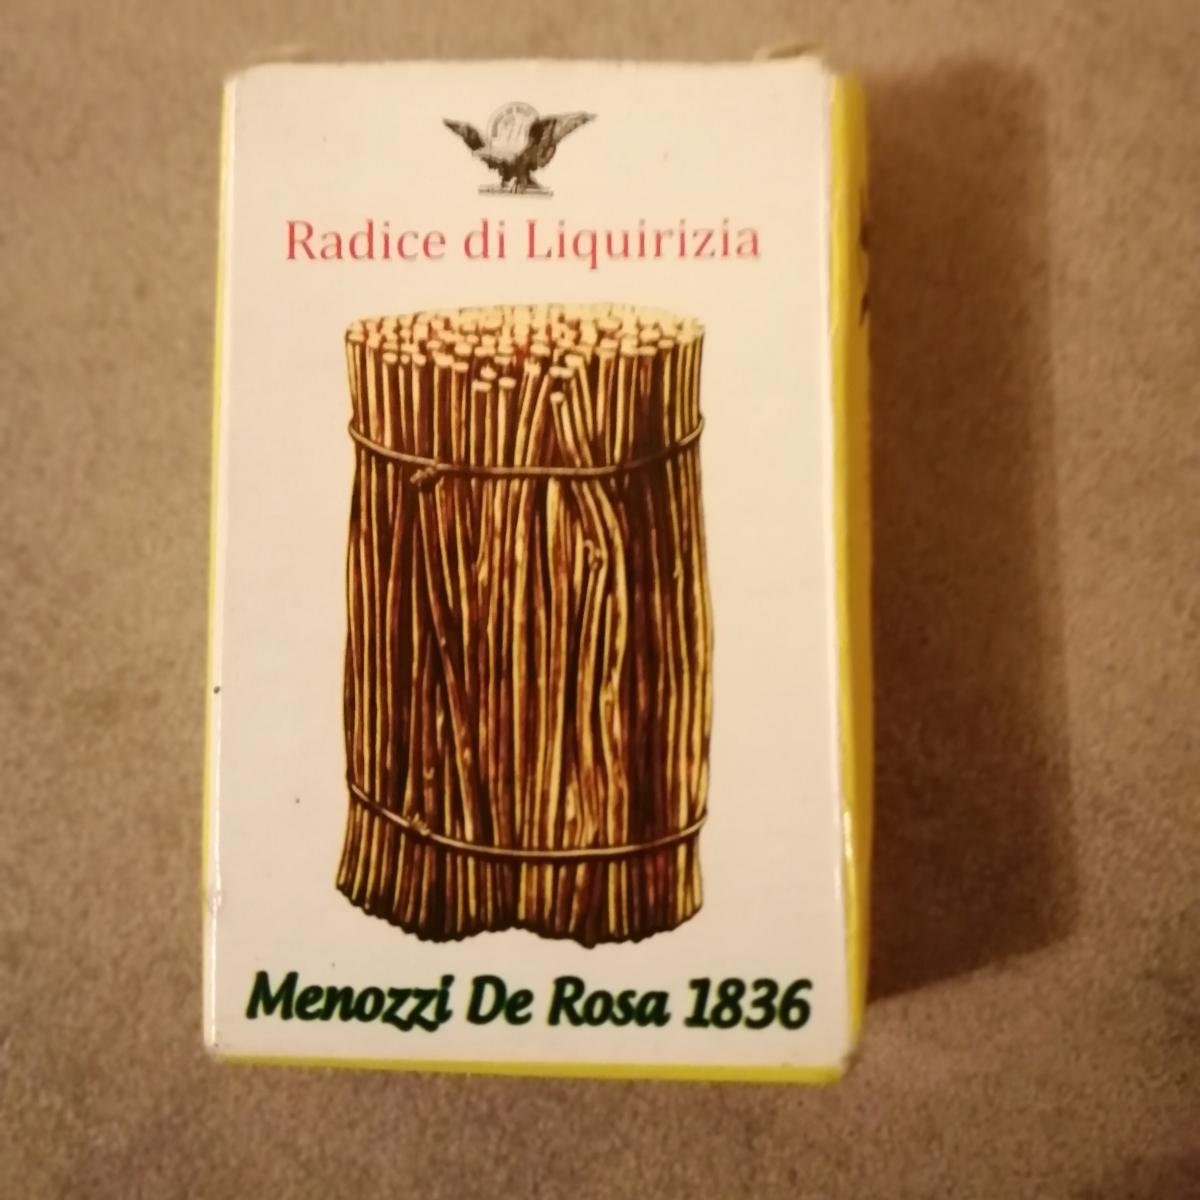 Radice di Liquirizia
Menozzi De Rosa 1836